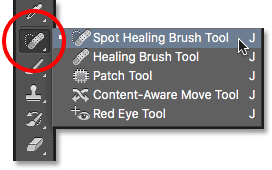 Spot Healing Brush Tool J
Healing Brush Tool J
Patch Tool J
Content-Aware Move Tool J
Red Eye Tool J